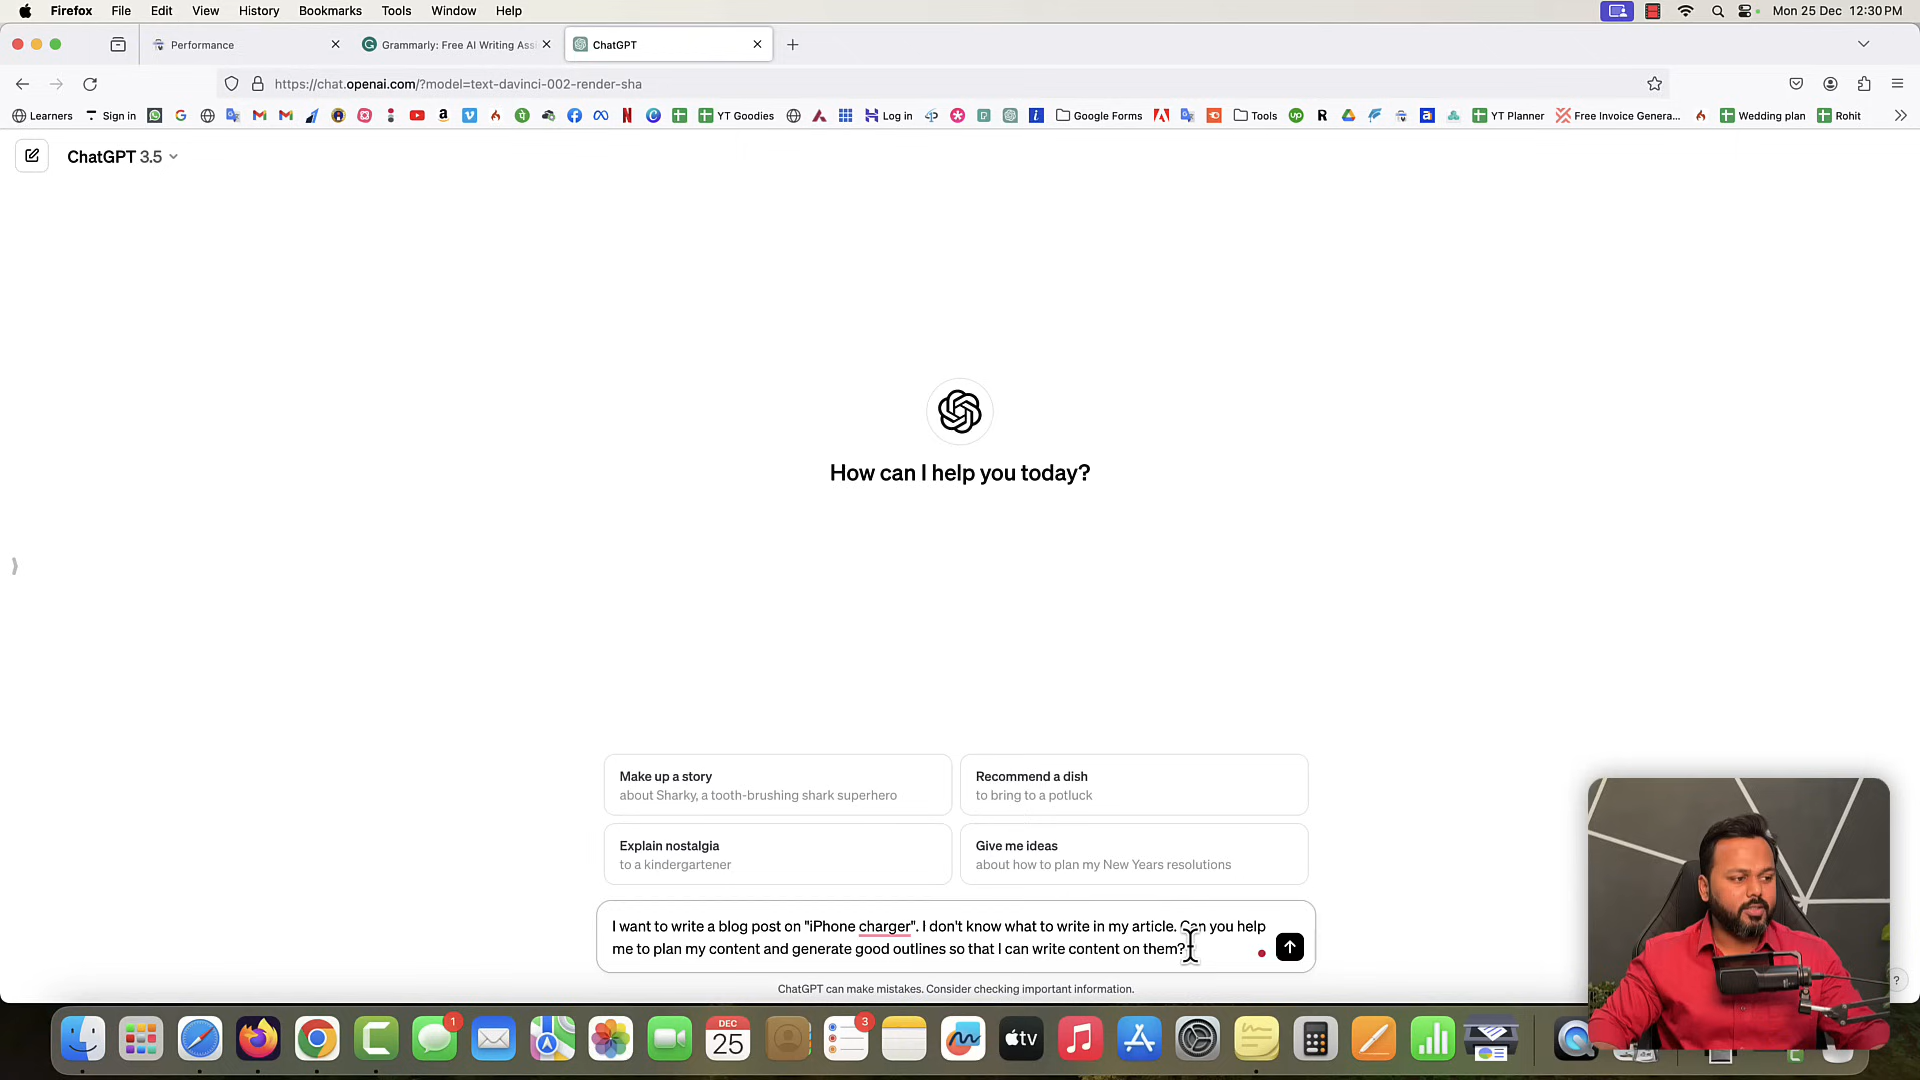 Firefox File Edit View History Bookmarks Tools Window Help Mon 25 Dec 12:30 PM
Performance Grammarly: Free AI Writing Assi ChatGPT
https://chat.openai.com/?model=text-davinci-002-render-sha
Learners Sign in YT Goodies Log in Google Forms Tools YT Planner Free Invoice Genera... Wedding plan Rohit
ChatGPT 3.5
How can I help you today?
Make up a story
about Sharky, a tooth-brushing shark superhero
Recommend a dish
to bring to a potluck
Explain nostalgia
to a kindergartener
Give me ideas
about how to plan my New Years resolutions
I want to write a blog post on "iPhone charger". I don't know what to write in my article. Can you help
me to plan my content and generate good outlines so that I can write content on them?
ChatGPT can make mistakes. Consider checking important information.
?
1
DEC
25
3
tv